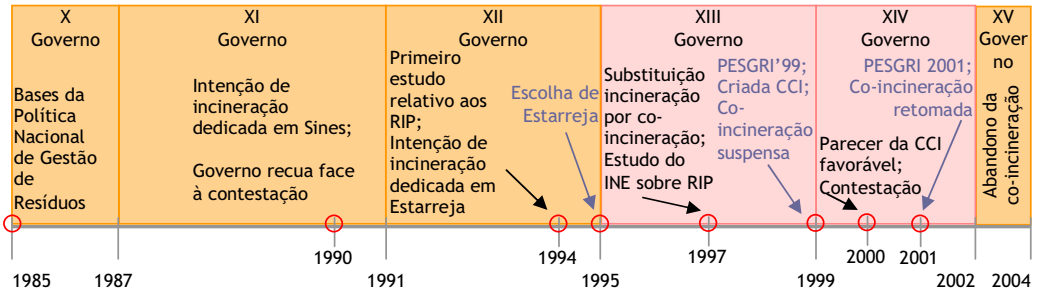 X
Governo
Bases da
Política
Nacional
de Gestão
de
Resíduos
XI
Governo
Intenção de
incineração
dedicada em Sines;
Governo recua face
à contestação
XII
Governo
Primeiro
estudo
relativo aos
RIP;
Intenção de
incineração
dedicada em
Estarreja
Escolha de
Estarreja
XIII
Governo
Substituição
incineração
por co-
incineração;
Estudo do
INE sobre RIP
PESGRI’99;
Criada CCI;
Co-
incineração
suspensa
XIV
Governo
PESGRI 2001;
Co-incineração
retomada
Parecer da CCI
favorável;
Contestação
XV
Gover
no
Abandono da
co-incineração
1990
1994
1997
2000
2001
1985
1987
1991
1995
1999
2002
2004